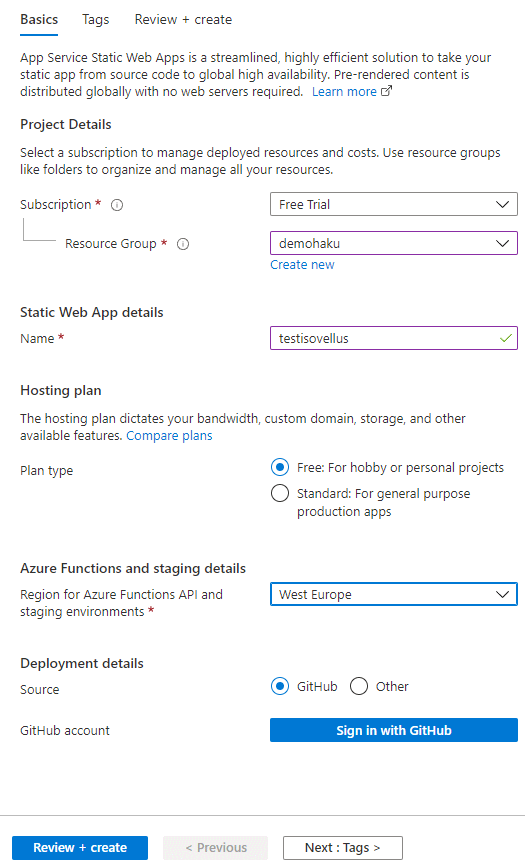 Basics Tags Review + create
App Service Static Web Apps is a streamlined, highly efficient solution to take your
static app from source code to global high availability. Pre-rendered content is
distributed globally with no web servers required. Learn more
Project Details
Select a subscription to manage deployed resources and costs. Use resource groups
like folders to organize and manage all your resources.
Subscription * Free Trial
Resource Group * demohaku
Create new
Static Web App details
Name * testisovellus
Hosting plan
The hosting plan dictates your bandwidth, custom domain, storage, and other
available features. Compare plans
Plan type Free: For hobby or personal projects
Standard: For general purpose
production apps
Azure Functions and staging details
Region for Azure Functions API and
staging environments * West Europe
Deployment details
Source GitHub Other
GitHub account Sign in with GitHub
Review + create < Previous Next : Tags >